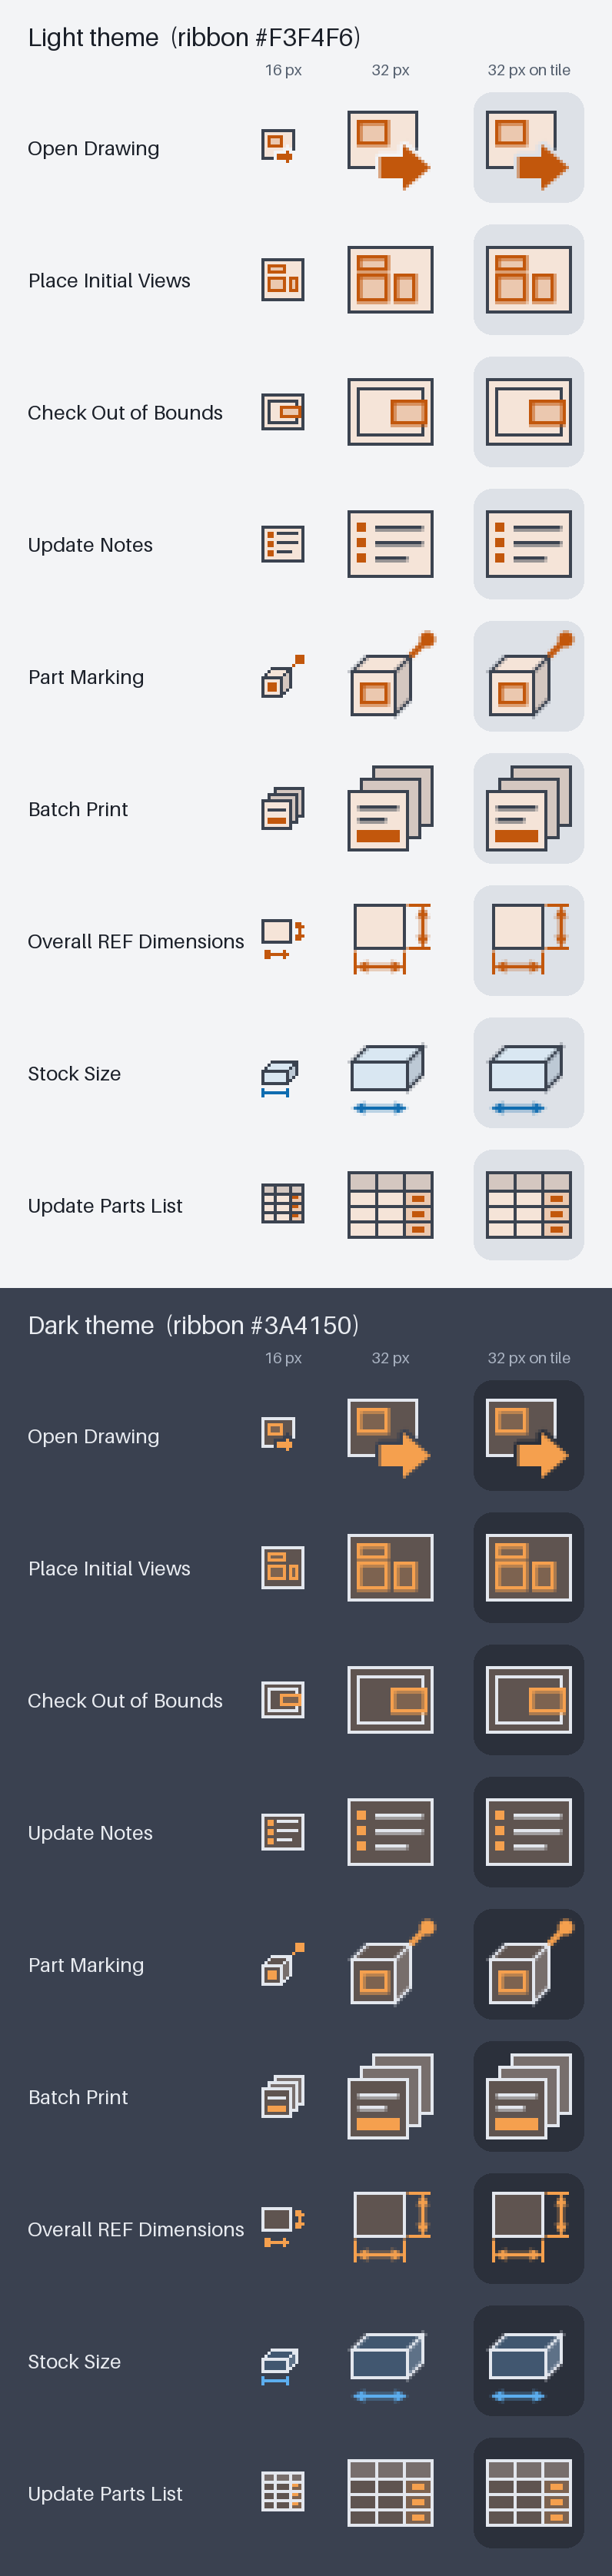 Light theme (ribbon #F3F4F6)
16 px 32 px 32 px on tile
Open Drawing
Place Initial Views
Check Out of Bounds
Update Notes
Part Marking
Batch Print
Overall REF Dimensions
Stock Size
Update Parts List
Dark theme (ribbon #3A4150)
16 px 32 px 32 px on tile
Open Drawing
Place Initial Views
Check Out of Bounds
Update Notes
Part Marking
Batch Print
Overall REF Dimensions
Stock Size
Update Parts List